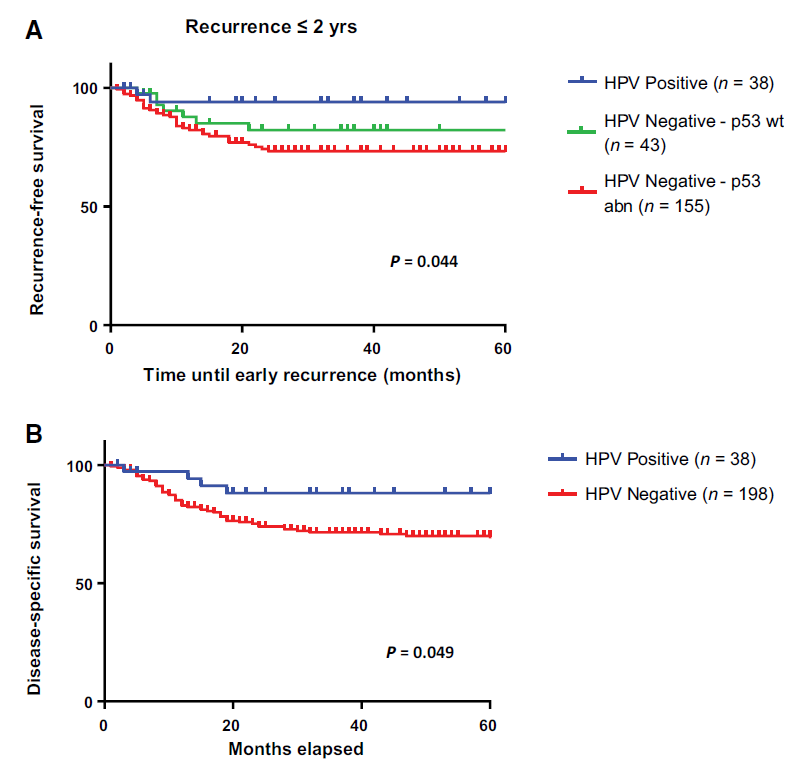 A
Recurrence ≤ 2 yrs
Recurrence-free survival
100
50
0
0 20 40 60
Time until early recurrence (months)
P = 0.044
HPV Positive (n = 38)
HPV Negative - p53 wt
(n = 43)
HPV Negative - p53
abn (n = 155)
B
Disease-specific survival
100
50
0
0 20 40 60
Months elapsed
P = 0.049
HPV Positive (n = 38)
HPV Negative (n = 198)